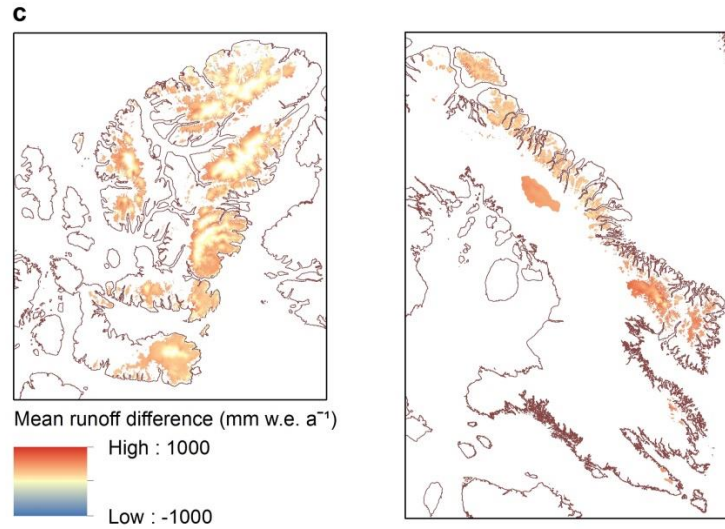 c
Mean runoff difference (mm w.e. a⁻¹)
High : 1000
Low : -1000